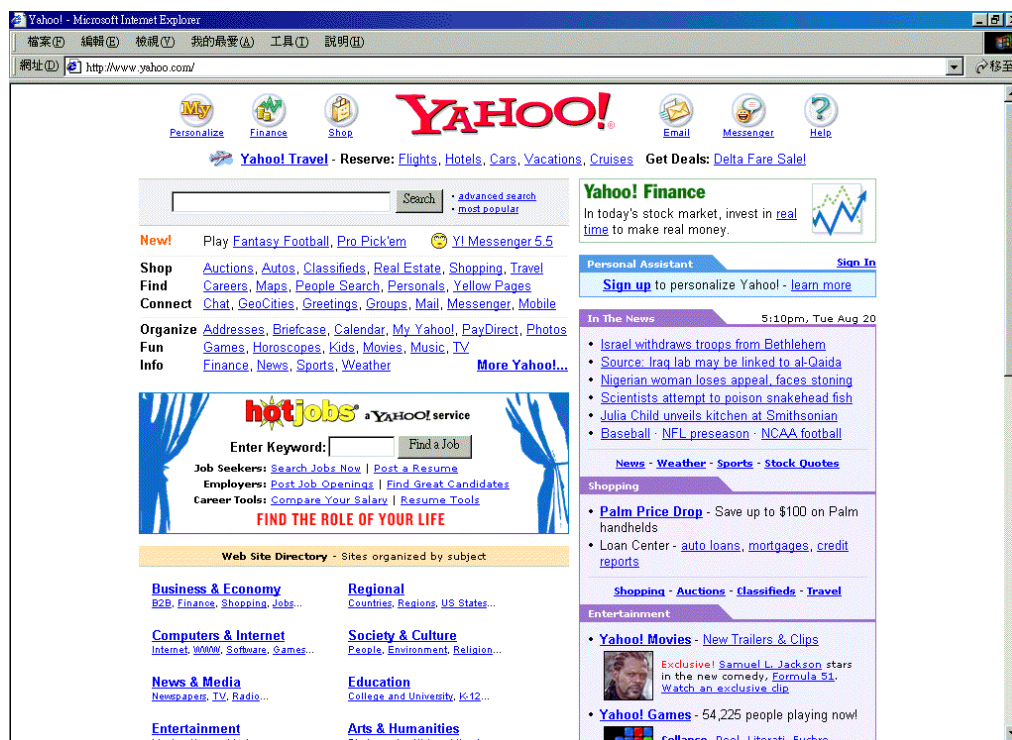 Yahoo! - Microsoft Internet Explorer
檔案(F) 編輯(E) 檢視(V) 我的最愛(A) 工具(T) 說明(H)
網址(D) http://www.yahoo.com/ 移至
My YAHOO!
Personalize Finance Shop Email Messenger Help
Yahoo! Travel - Reserve: Flights, Hotels, Cars, Vacations, Cruises Get Deals: Delta Fare Sale!
Search · advanced search
· most popular
New! Play Fantasy Football, Pro Pick'em Y! Messenger 5.5
Shop Auctions, Autos, Classifieds, Real Estate, Shopping, Travel
Find Careers, Maps, People Search, Personals, Yellow Pages
Connect Chat, GeoCities, Greetings, Groups, Mail, Messenger, Mobile
Organize Addresses, Briefcase, Calendar, My Yahoo!, PayDirect, Photos
Fun Games, Horoscopes, Kids, Movies, Music, TV
Info Finance, News, Sports, Weather More Yahoo!...
hotjobs a YAHOO! service
Enter Keyword: Find a Job
Job Seekers: Search Jobs Now | Post a Resume
Employers: Post Job Openings | Find Great Candidates
Career Tools: Compare Your Salary | Resume Tools
FIND THE ROLE OF YOUR LIFE
Web Site Directory - Sites organized by subject
Business & Economy
B2B, Finance, Shopping, Jobs...
Regional
Countries, Regions, US States...
Computers & Internet
Internet, WWW, Software, Games...
Society & Culture
People, Environment, Religion...
News & Media
Newspapers, TV, Radio...
Education
College and University, K-12...
Entertainment
Arts & Humanities
Yahoo! Finance
In today's stock market, invest in real
time to make real money.
Personal Assistant Sign In
Sign up to personalize Yahoo! - learn more
In The News 5:10pm, Tue Aug 20
• Israel withdraws troops from Bethlehem
• Source: Iraq lab may be linked to al-Qaida
• Nigerian woman loses appeal, faces stoning
• Scientists attempt to poison snakehead fish
• Julia Child unveils kitchen at Smithsonian
• Baseball · NFL preseason · NCAA football
News - Weather - Sports - Stock Quotes
Shopping
• Palm Price Drop - Save up to $100 on Palm
handhelds
• Loan Center - auto loans, mortgages, credit
reports
Shopping - Auctions - Classifieds - Travel
Entertainment
• Yahoo! Movies - New Trailers & Clips
Exclusive! Samuel L. Jackson stars
in the new comedy, Formula 51.
Watch an exclusive clip
• Yahoo! Games - 54,225 people playing now!